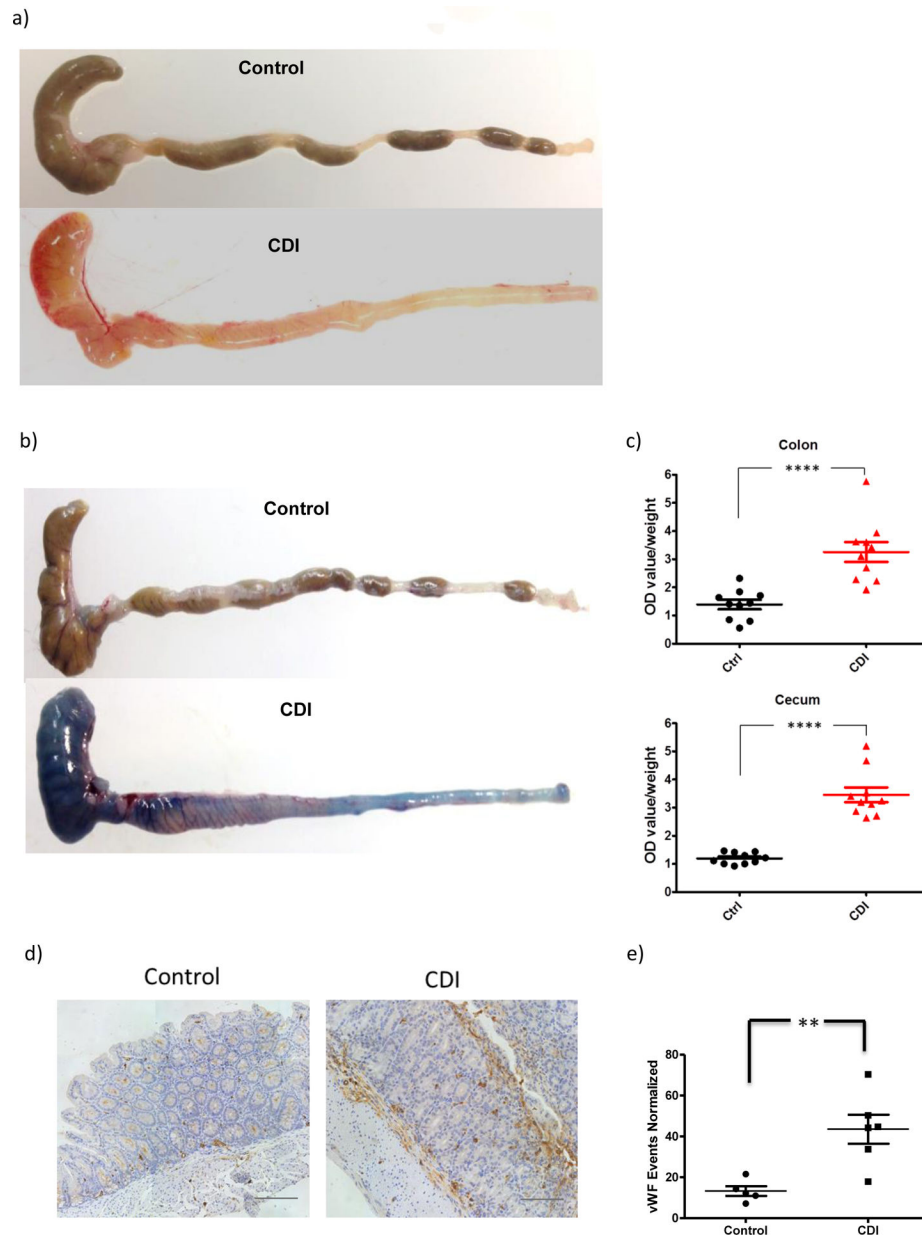 a)
Control
CDI
b)
Control
CDI
c)
Colon
****
OD value/weight
6
5
4
3
2
1
0
Ctrl
CDI
Cecum
****
OD value/weight
6
5
4
3
2
1
0
Ctrl
CDI
d)
Control
CDI
e)
**
vWF Events Normalized
80
60
40
20
0
Control
CDI